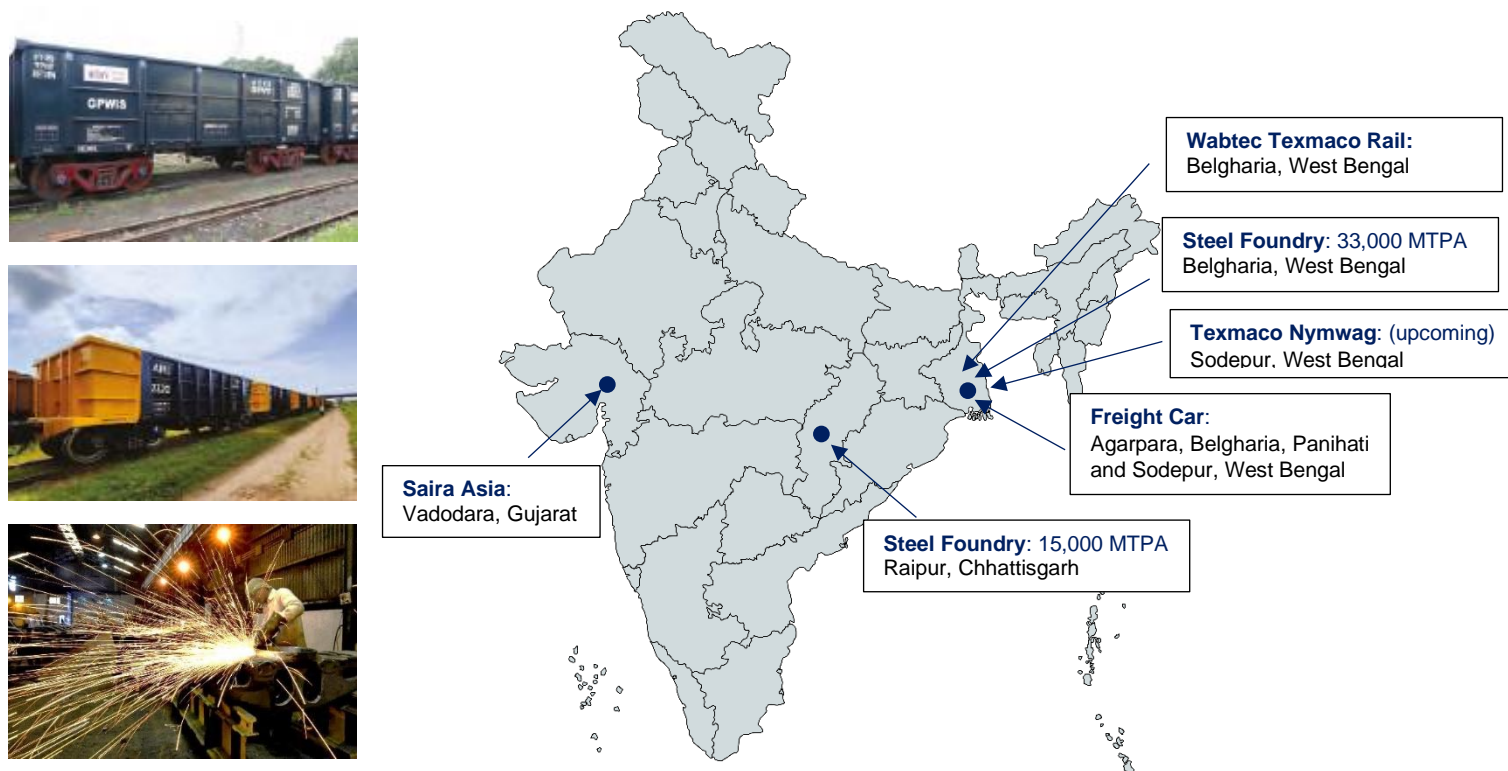 GPWIS
Wabtec Texmaco Rail:
Belgharia, West Bengal
Steel Foundry: 33,000 MTPA
Belgharia, West Bengal
Texmaco Nymwag: (upcoming)
Sodepur, West Bengal
Freight Car:
Agarpara, Belgharia, Panihati
and Sodepur, West Bengal
Saira Asia:
Vadodara, Gujarat
Steel Foundry: 15,000 MTPA
Raipur, Chhattisgarh